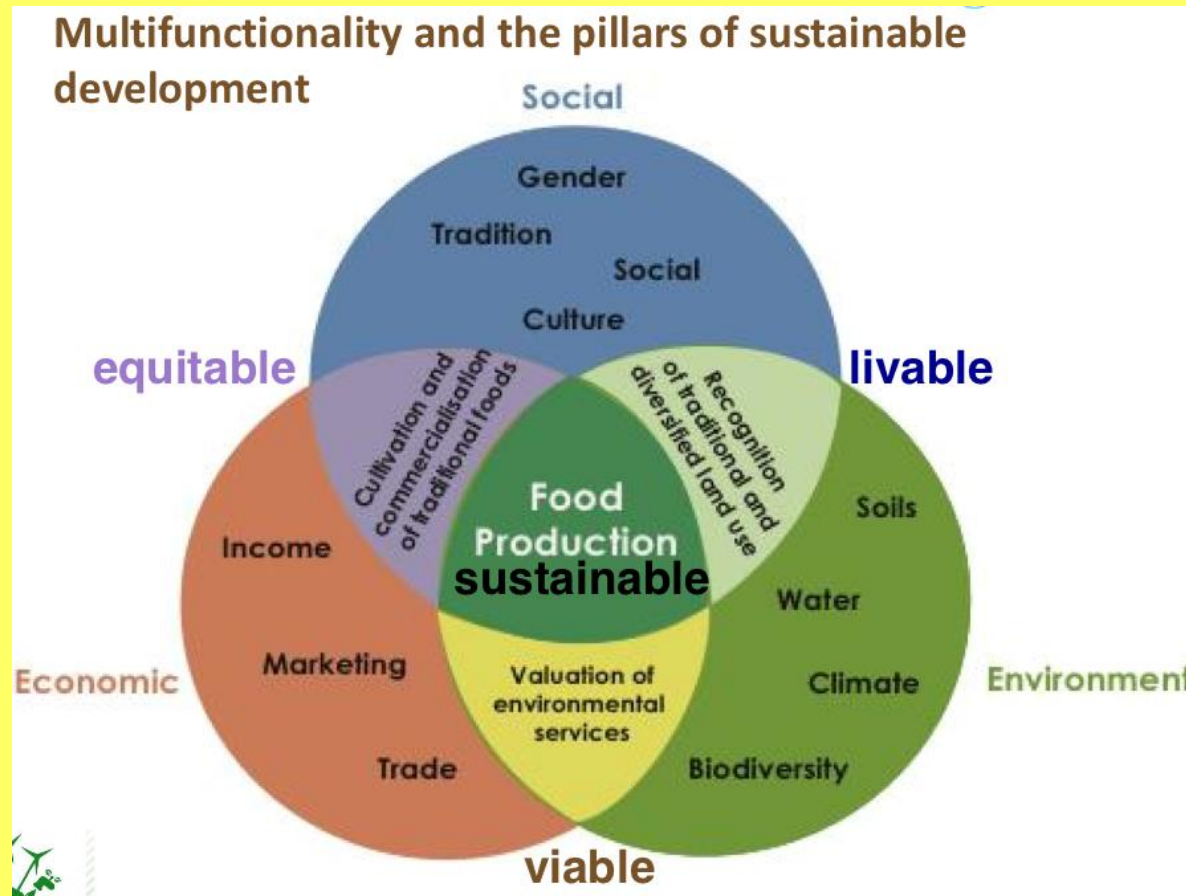 Multifunctionality and the pillars of sustainable
development
Social
Gender
Tradition
Social
Culture
equitable
livable
Cultivation and
commercialisation
of traditional foods
Recognition
of traditional and
diversified land use
Food
Production
sustainable
Soils
Income
Water
Marketing
Economic
Valuation of
environmental
services
Climate
Environment
Trade
Biodiversity
viable